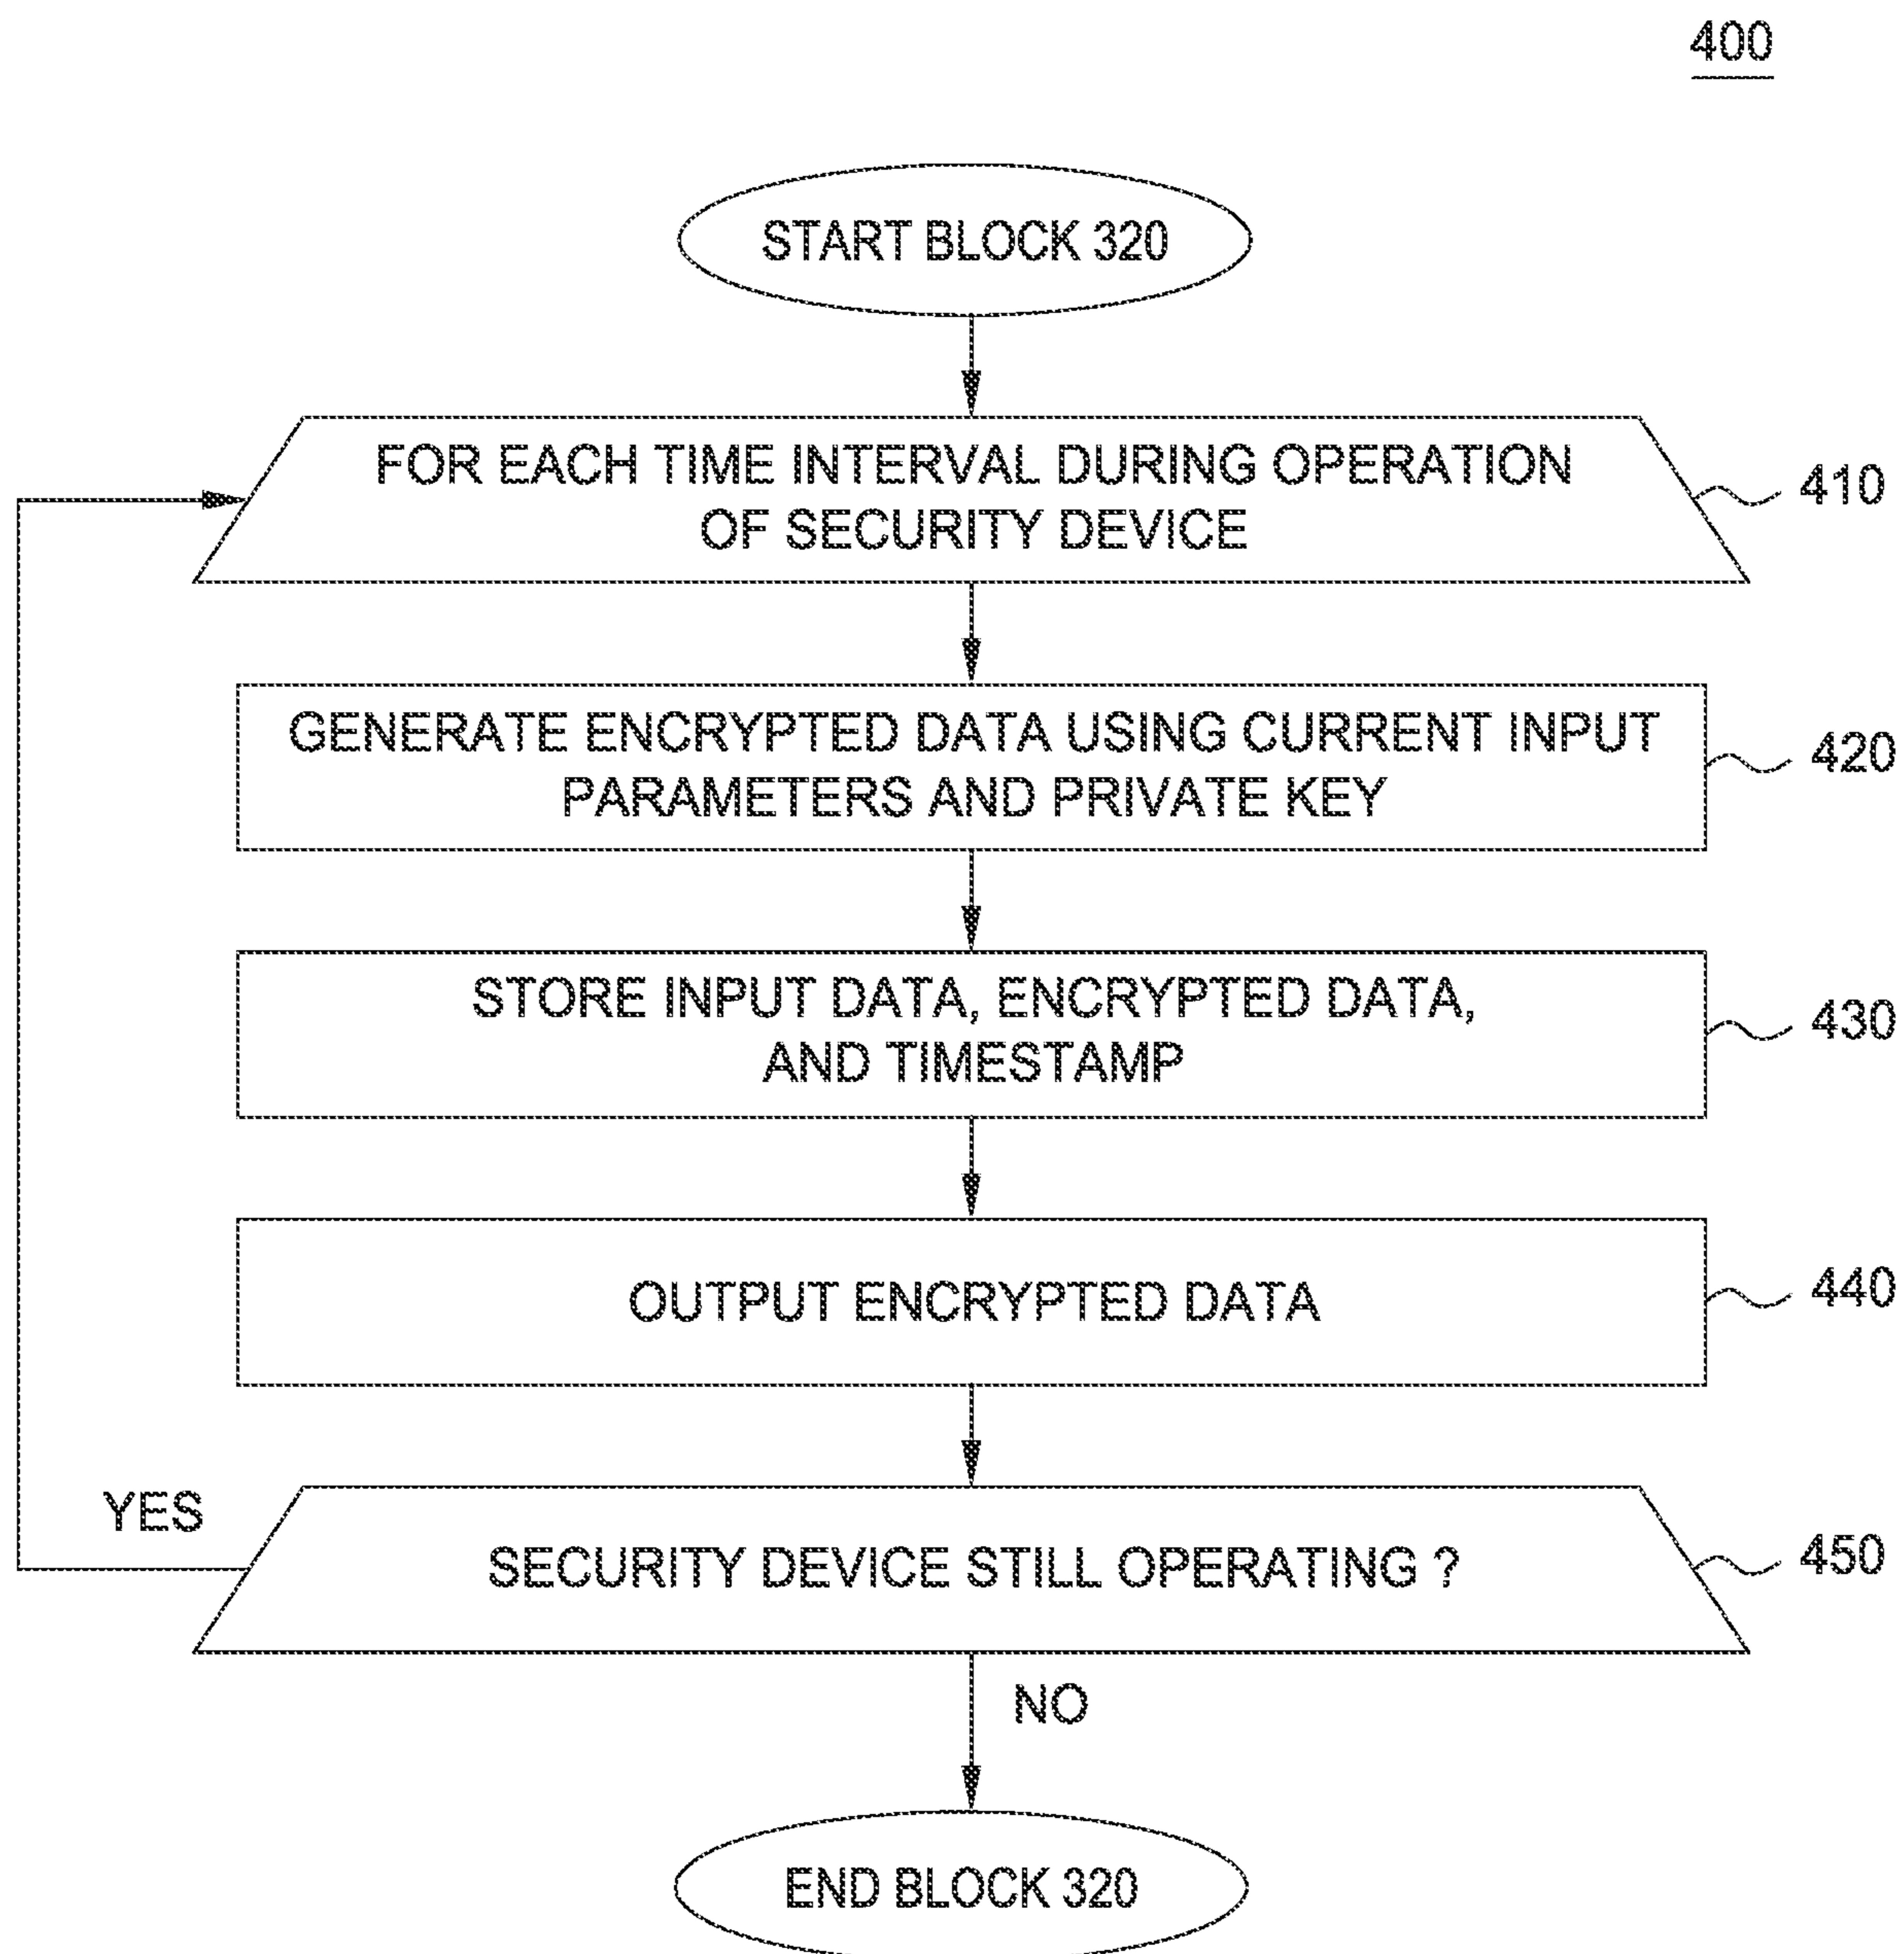 400
START BLOCK 320
FOR EACH TIME INTERVAL DURING OPERATION
OF SECURITY DEVICE
410
GENERATE ENCRYPTED DATA USING CURRENT INPUT
PARAMETERS AND PRIVATE KEY
420
STORE INPUT DATA, ENCRYPTED DATA,
AND TIMESTAMP
430
OUTPUT ENCRYPTED DATA
440
YES
SECURITY DEVICE STILL OPERATING ?
450
NO
END BLOCK 320